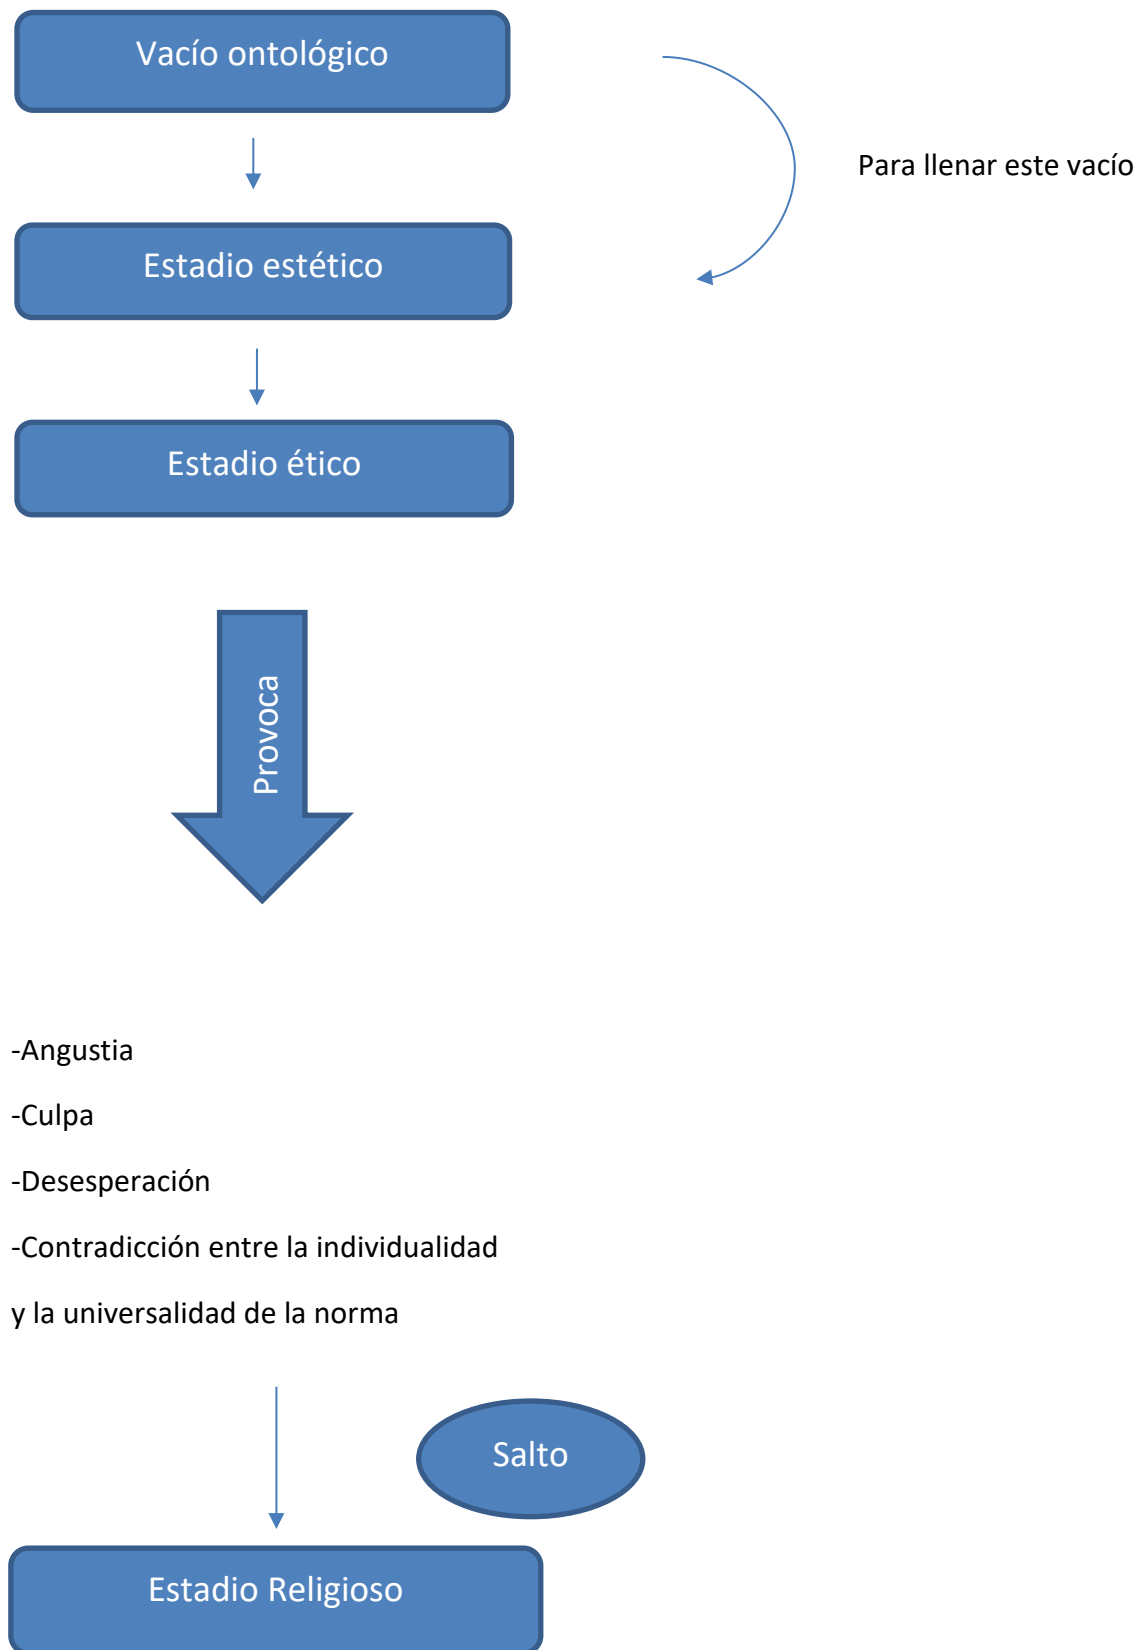 Vacío ontológico
Para llenar este vacío
Estadio estético
Estadio ético
Provoca
-Angustia
-Culpa
-Desesperación
-Contradicción entre la individualidad
y la universalidad de la norma
Salto
Estadio Religioso